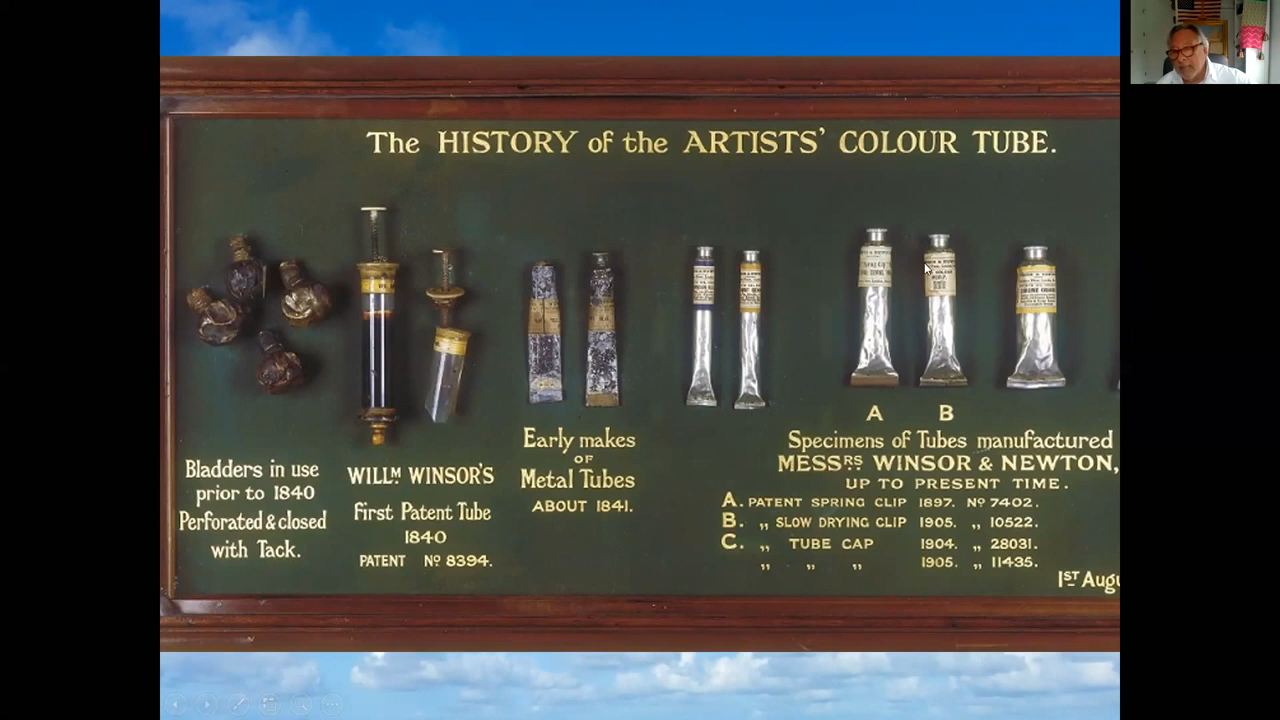 The HISTORY of the ARTISTS' COLOUR TUBE.
Bladders in use
prior to 1840
Perforated & closed
with Tack.
WILLM. WINSOR'S
First Patent Tube
1840
PATENT No 8394.
Early makes
OF
Metal Tubes
ABOUT 1841.
A B
Specimens of Tubes manufactured
MESSRS WINSOR & NEWTON,
UP TO PRESENT TIME.
A. PATENT SPRING CLIP 1897. No 7402.
B. „ SLOW DRYING CLIP 1905. „ 10522.
C. „ TUBE CAP 1904. „ 28031.
„ „ „ 1905. „ 11435.
1ST Augu